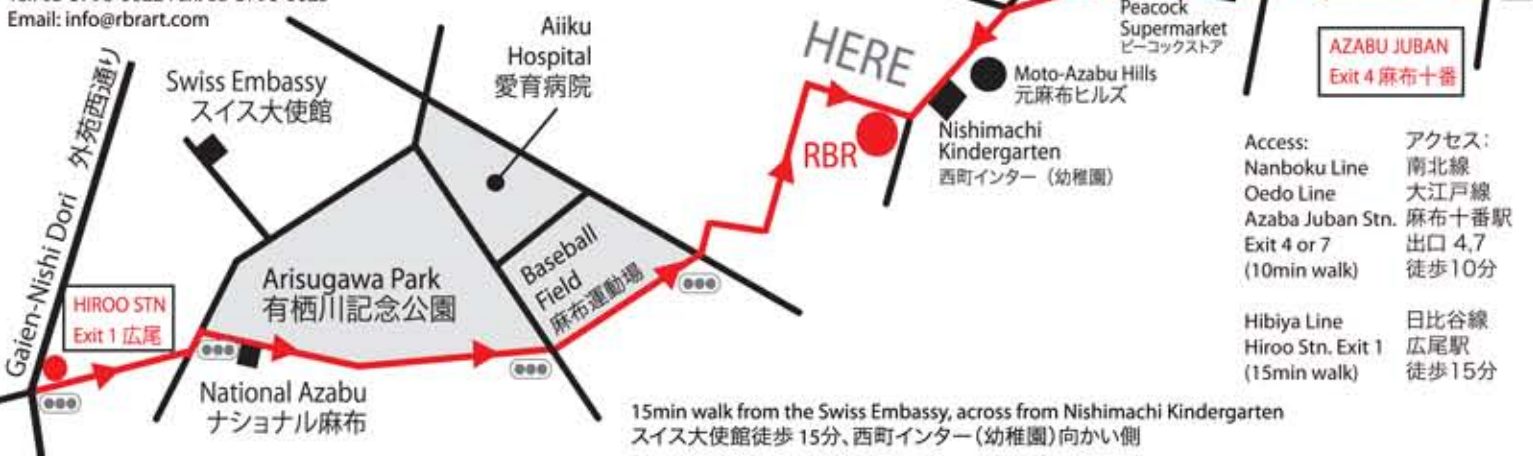 Email: info@rbrart.com
Gaien-Nishi Dori 外苑西通り
Swiss Embassy
スイス大使館
Aiiku
Hospital
愛育病院
HIROO STN
Exit 1 広尾
Arisugawa Park
有栖川記念公園
Baseball
Field
麻布運動場
National Azabu
ナショナル麻布
HERE
RBR
Peacock
Supermarket
ピーコックストア
Moto-Azabu Hills
元麻布ヒルズ
Nishimachi
Kindergarten
西町インター（幼稚園）
AZABU JUBAN
Exit 4 麻布十番
Access: アクセス：
Nanboku Line 南北線
Oedo Line 大江戸線
Azaba Juban Stn. 麻布十番駅
Exit 4 or 7 出口 4,7
(10min walk) 徒歩10分
Hibiya Line 日比谷線
Hiroo Stn. Exit 1 広尾駅
(15min walk) 徒歩15分
15min walk from the Swiss Embassy, across from Nishimachi Kindergarten
スイス大使館徒歩 15分、西町インター（幼稚園）向かい側